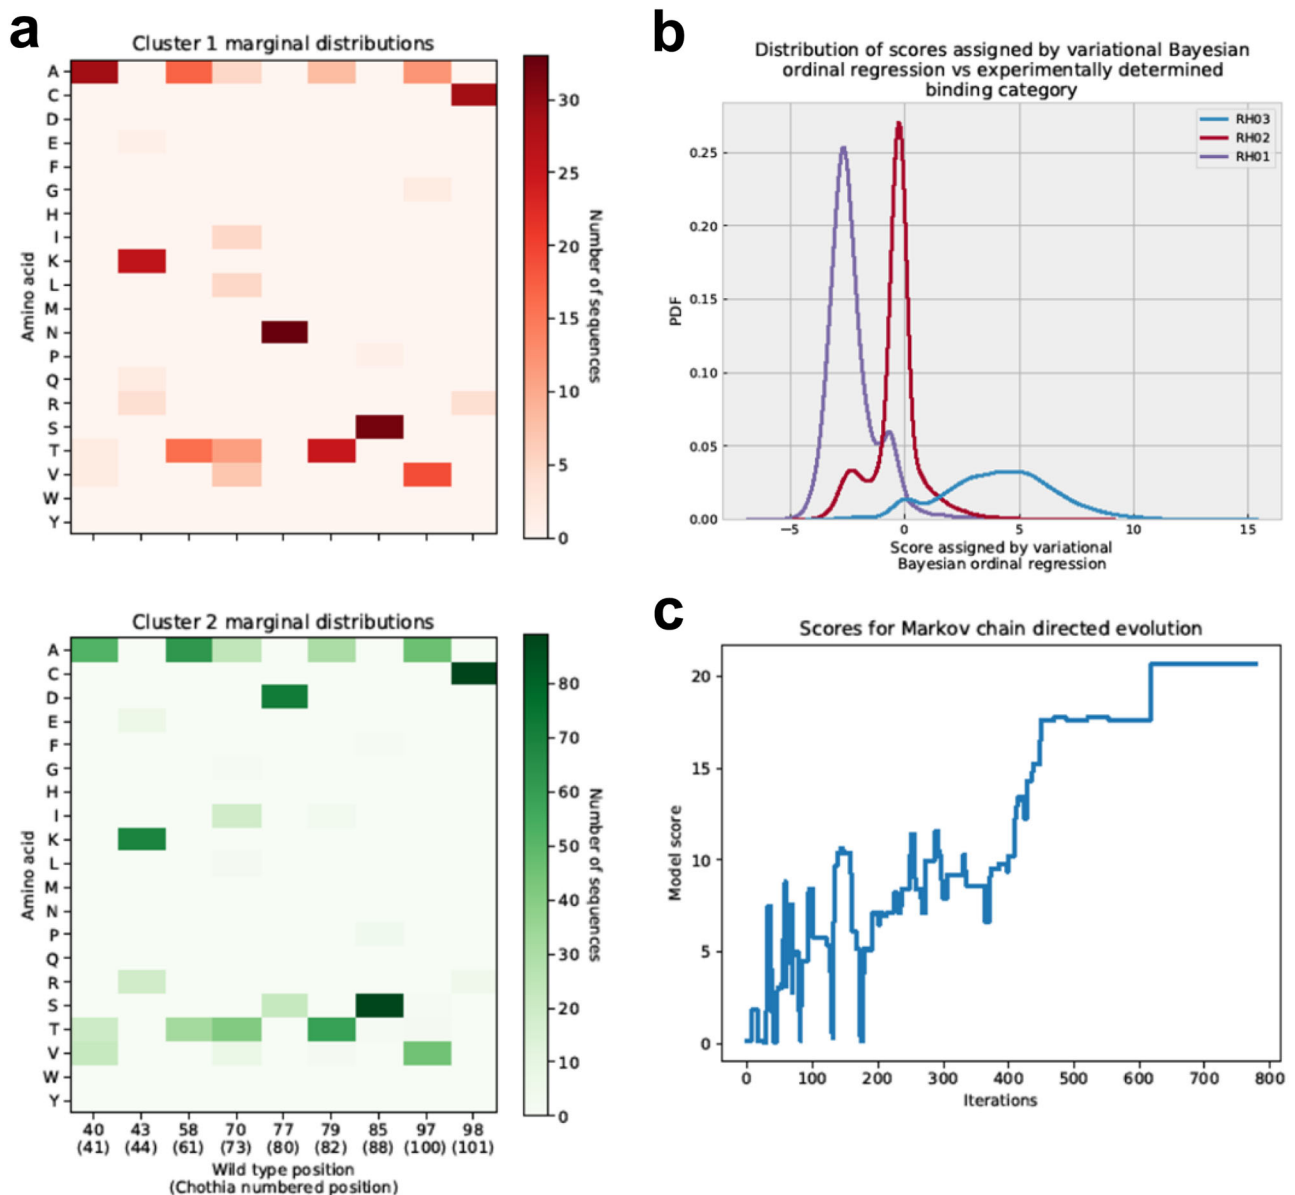 a
Cluster 1 marginal distributions
Amino acid
A
C
D
E
F
G
H
I
K
L
M
N
P
Q
R
S
T
V
W
Y
30
25
20
15
10
5
0
Number of sequences
Cluster 2 marginal distributions
Amino acid
A
C
D
E
F
G
H
I
K
L
M
N
P
Q
R
S
T
V
W
Y
80
70
60
50
40
30
20
10
0
Number of sequences
40 43 58 70 77 79 85 97 98
(41) (44) (61) (73) (80) (82) (88) (100) (101)
Wild type position
(Chothia numbered position)
b
Distribution of scores assigned by variational Bayesian
ordinal regression vs experimentally determined
binding category
RH03
RH02
RH01
PDF
0.25
0.20
0.15
0.10
0.05
0.00
−5 0 5 10 15
Score assigned by variational
Bayesian ordinal regression
c
Scores for Markov chain directed evolution
Model score
20
15
10
5
0
0 100 200 300 400 500 600 700 800
Iterations